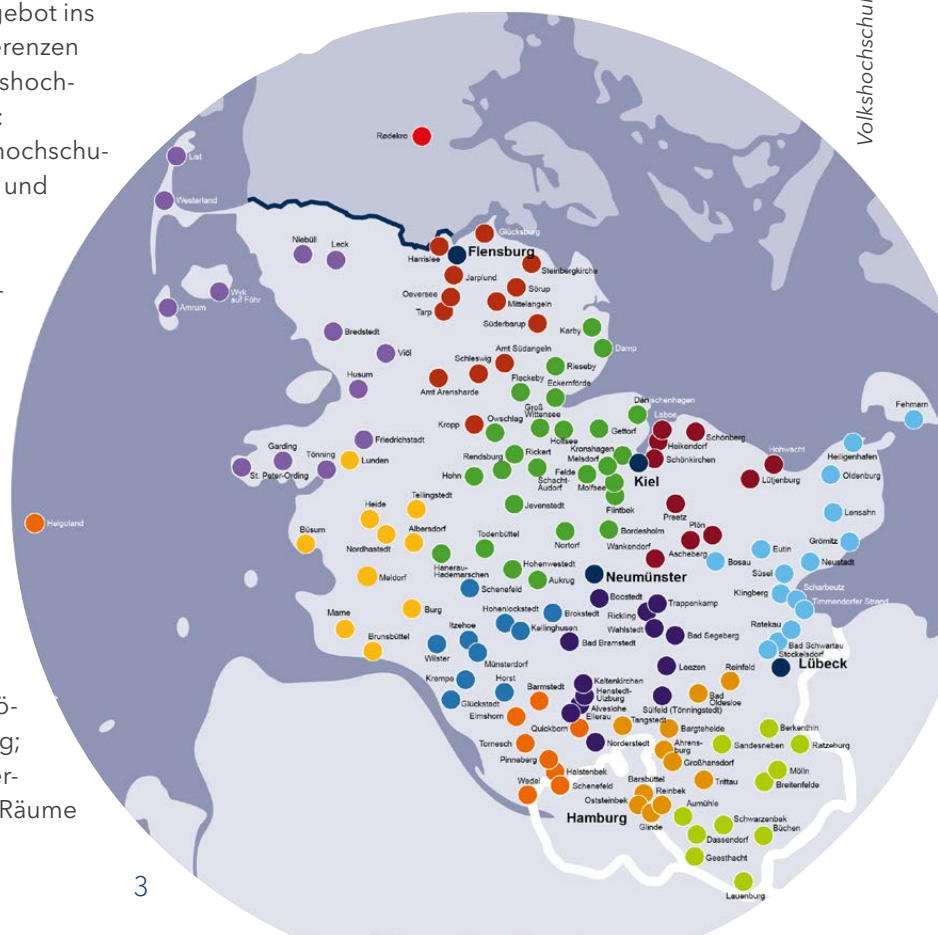 gebot ins
erenzen
shoch-
:
hochschu-
und
-
ö-
g;
er-
Räume
3
Volkshochschul
Rødekro
List
Westerland
Niebüll
Leck
Harrislee
Glücksburg
Flensburg
Steinbergkirche
Jarplund
Sörup
Oeversee
Mittelangeln
Tarp
Wyk
auf Föhr
Amrum
Süderbarup
Karby
Bredstedt
Damp
Viöl
Amt Südangeln
Schleswig
Rieseby
Husum
Fleckeby
Eckernförde
Amt Arensharde
Groß
Wittensee
Dänischenhagen
Fehmarn
Laboe
Kropp
Owschlag
Holtsee
Gettorf
Schönberg
Heikendorf
Friedrichstadt
Kronshagen
Garding
Rendsburg
Rickert
Melsdorf
Schönkirchen
Hohwacht
Heiligenhafen
Tönning
Lunden
St. Peter-Ording
Hohn
Schacht-
Audorf
Felde
Molfsee
Kiel
Lütjenburg
Oldenburg
Tellingstedt
Jevenstedt
Flintbek
Preetz
Lensahn
Helgoland
Heide
Büsum
Albersdorf
Todenbüttel
Bordesholm
Plön
Grömitz
Nordhastedt
Nortorf
Wankendorf
Ascheberg
Eutin
Hanerau-
Hademarschen
Hohenwestedt
Bosau
Neustadt
Meldorf
Aukrug
Neumünster
Süsel
Schenefeld
Scharbeutz
Klingberg
Timmendorfer Strand
Boostedt
Trappenkamp
Burg
Hohenlockstedt
Brokstedt
Rickling
Marne
Itzehoe
Kellinghusen
Wahlstedt
Ratekau
Brunsbüttel
Bad Bramstedt
Bad Segeberg
Bad Schwartau
Wilster
Stockelsdorf
Münsterdorf
Lübeck
Leezen
Reinfeld
Krempe
Horst
Barmstedt
Kaltenkirchen
Henstedt-
Ulzburg
Bad
Oldesloe
Glückstadt
Alveslohe
Sülfeld (Tönningstedt)
Elmshorn
Ellerau
Tangstedt
Quickborn
Bargteheide
Berkenthin
Tornesch
Norderstedt
Ahrens-
burg
Sandesneben
Ratzeburg
Pinneberg
Großhansdorf
Halstenbek
Mölln
Wedel
Schenefeld
Barsbüttel
Trittau
Breitenfelde
Reinbek
Oststeinbek
Aumühle
Hamburg
Schwarzenbek
Glinde
Büchen
Dassendorf
Geesthacht
Lauenburg